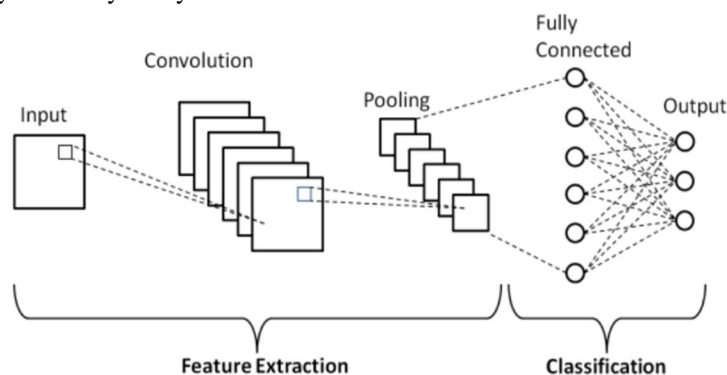 Input
Convolution
Pooling
Fully
Connected
Output
Feature Extraction
Classification